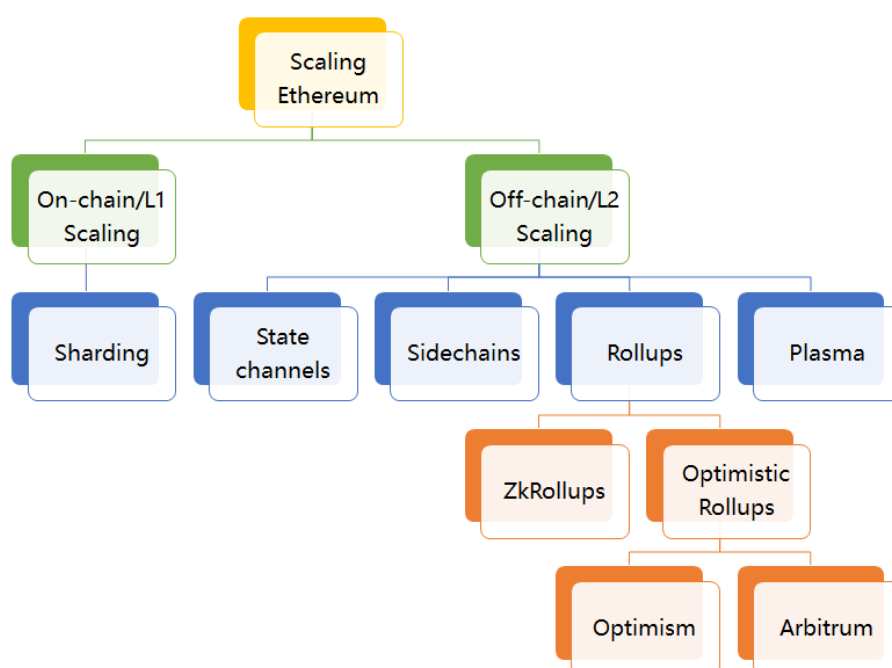 Scaling
Ethereum
On-chain/L1
Scaling
Off-chain/L2
Scaling
Sharding
State
channels
Sidechains
Rollups
Plasma
ZkRollups
Optimistic
Rollups
Optimism
Arbitrum